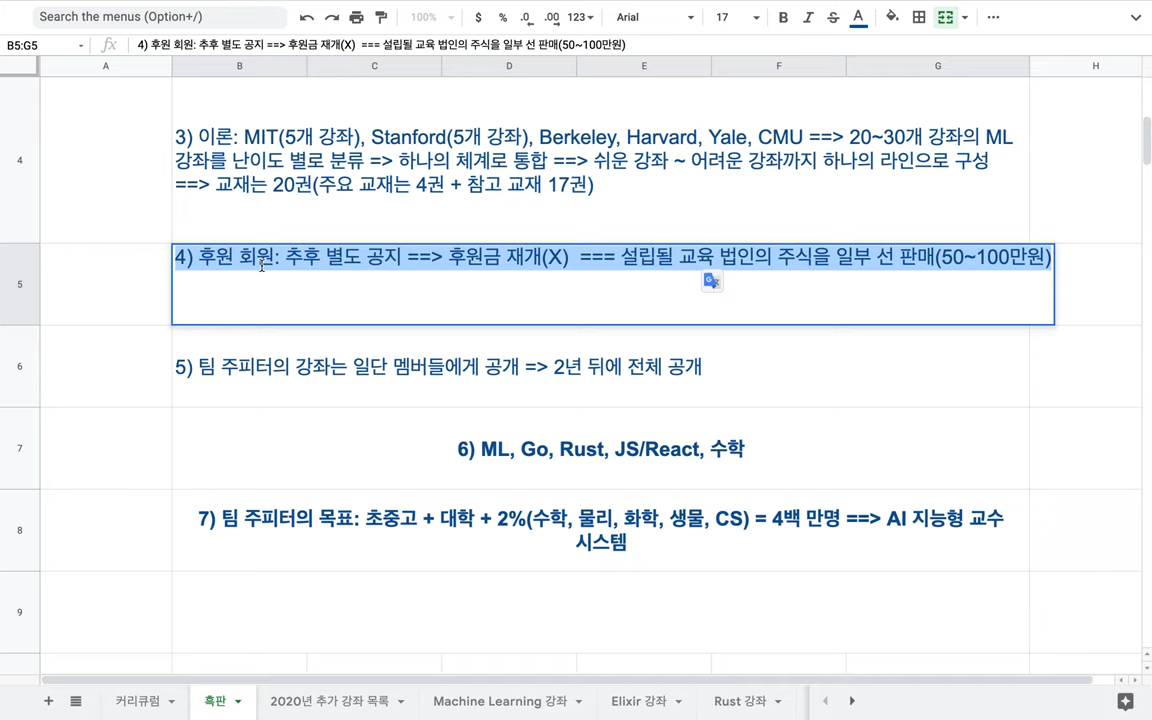 Search the menus (Option+/)
100%
$ % .0 .00 123
Arial
17
B I S A
B5:G5
fx 4) 후원 회원: 추후 별도 공지 ==> 후원금 재개(X) === 설립될 교육 법인의 주식을 일부 선 판매(50~100만원)
A B C D E F G H
4
3) 이론: MIT(5개 강좌), Stanford(5개 강좌), Berkeley, Harvard, Yale, CMU ==> 20~30개 강좌의 ML
강좌를 난이도 별로 분류 => 하나의 체계로 통합 ==> 쉬운 강좌 ~ 어려운 강좌까지 하나의 라인으로 구성
==> 교재는 20권(주요 교재는 4권 + 참고 교재 17권)
5
4) 후원 회원: 추후 별도 공지 ==> 후원금 재개(X) === 설립될 교육 법인의 주식을 일부 선 판매(50~100만원)
6
5) 팀 주피터의 강좌는 일단 멤버들에게 공개 => 2년 뒤에 전체 공개
7
6) ML, Go, Rust, JS/React, 수학
8
7) 팀 주피터의 목표: 초중고 + 대학 + 2%(수학, 물리, 화학, 생물, CS) = 4백 만명 ==> AI 지능형 교수
시스템
9
커리큘럼
흑판
2020년 추가 강좌 목록
Machine Learning 강좌
Elixir 강좌
Rust 강좌